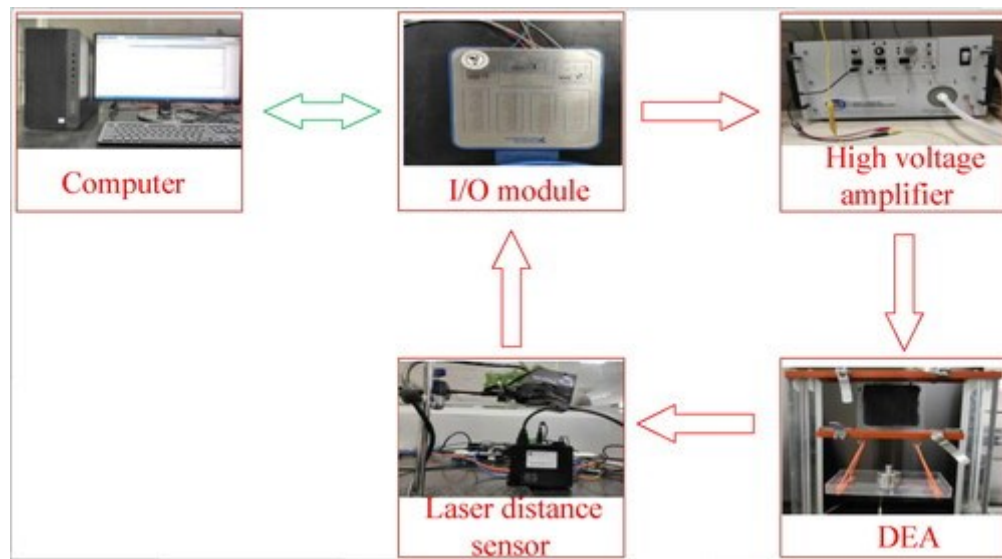 Computer
I/O module
High voltage
amplifier
Laser distance
sensor
DEA